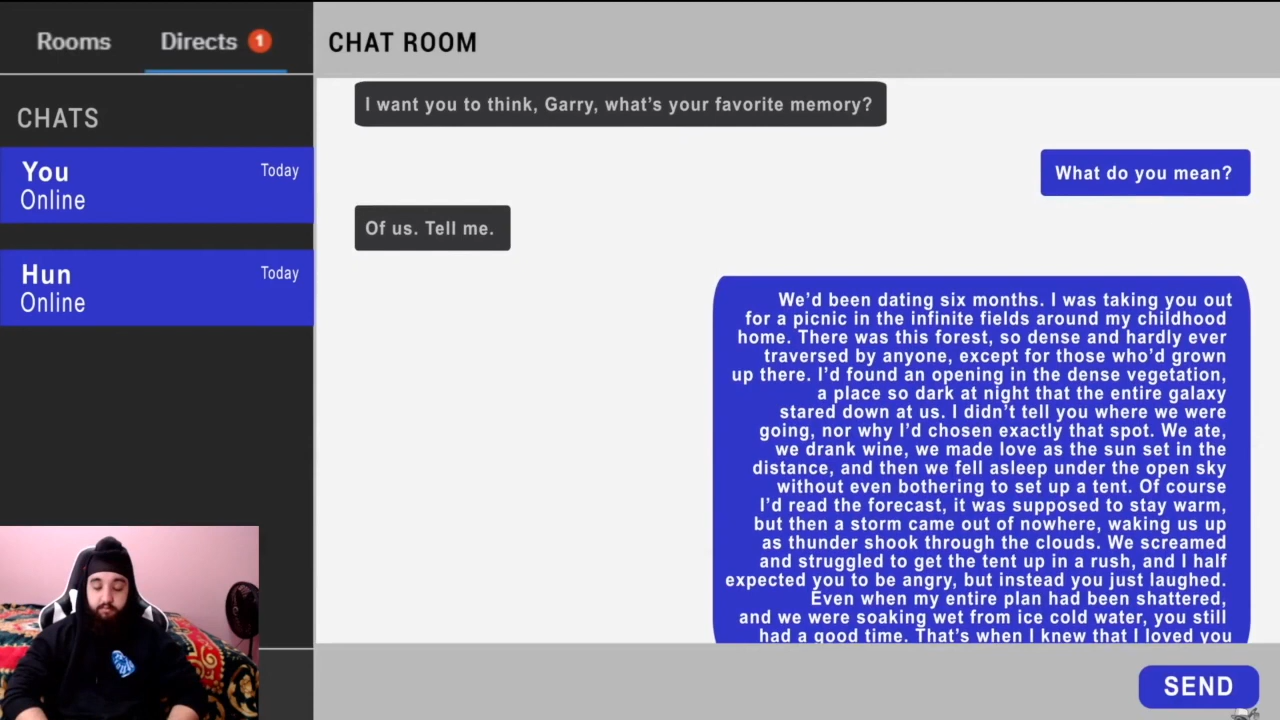 Rooms
Directs 1
CHAT ROOM
CHATS
You
Today
Online
Hun
Today
Online
I want you to think, Garry, what's your favorite memory?
What do you mean?
Of us. Tell me.
We'd been dating six months. I was taking you out
for a picnic in the infinite fields around my childhood
home. There was this forest, so dense and hardly ever
traversed by anyone, except for those who'd grown
up there. I'd found an opening in the dense vegetation,
a place so dark at night that the entire galaxy
stared down at us. I didn't tell you where we were
going, nor why I'd chosen exactly that spot. We ate,
we drank wine, we made love as the sun set in the
distance, and then we fell asleep under the open sky
without even bothering to set up a tent. Of course
I'd read the forecast, it was supposed to stay warm,
but then a storm came out of nowhere, waking us up
as thunder shook through the clouds. We screamed
and struggled to get the tent up in a rush, and I half
expected you to be angry, but instead you just laughed.
Even when my entire plan had been shattered,
and we were soaking wet from ice cold water, you still
had a good time. That's when I knew that I loved you
SEND